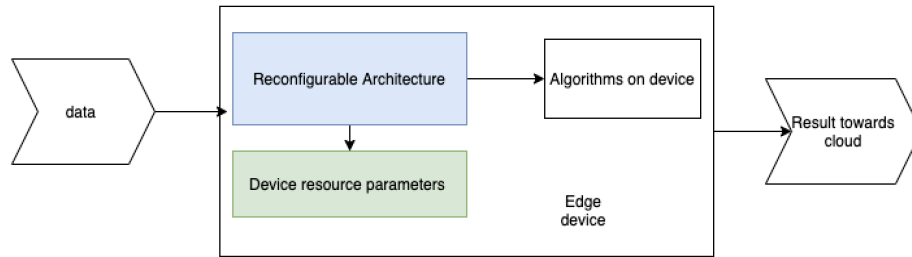 data
Reconfigurable Architecture
Algorithms on device
Device resource parameters
Edge
device
Result towards
cloud